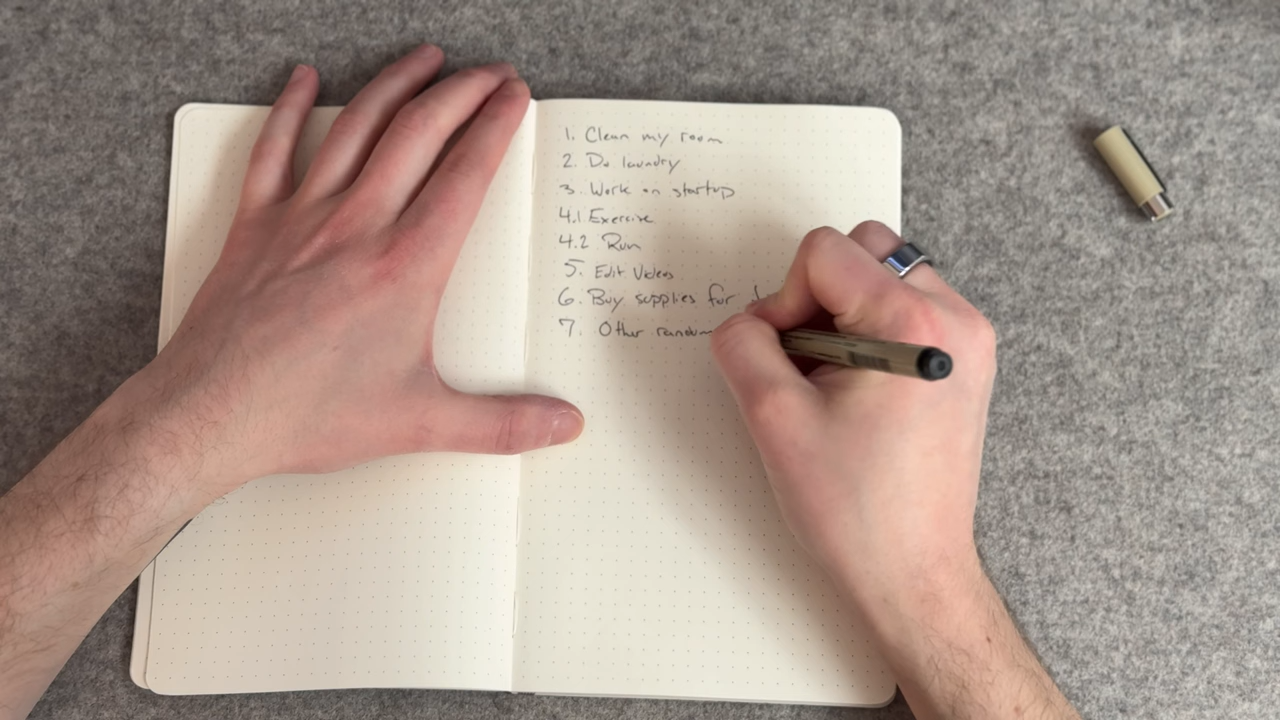 1. Clean my room
2. Do laundry
3. Work on startup
4.1 Exercise
4.2 Run
5. Edit Videos
6. Buy supplies for
7. Other random